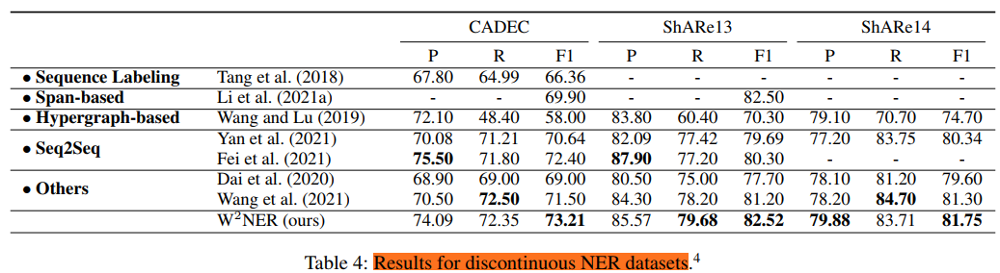 CADEC ShARe13 ShARe14
P R F1 P R F1 P R F1
• Sequence Labeling Tang et al. (2018) 67.80 64.99 66.36 - - - - - -
• Span-based Li et al. (2021a) - - 69.90 - - 82.50 - - -
• Hypergraph-based Wang and Lu (2019) 72.10 48.40 58.00 83.80 60.40 70.30 79.10 70.70 74.70
• Seq2Seq Yan et al. (2021) 70.08 71.21 70.64 82.09 77.42 79.69 77.20 83.75 80.34
Fei et al. (2021) 75.50 71.80 72.40 87.90 77.20 80.30 - - -
• Others Dai et al. (2020) 68.90 69.00 69.00 80.50 75.00 77.70 78.10 81.20 79.60
Wang et al. (2021) 70.50 72.50 71.50 84.30 78.20 81.20 78.20 84.70 81.30
W²NER (ours) 74.09 72.35 73.21 85.57 79.68 82.52 79.88 83.71 81.75
Table 4: Results for discontinuous NER datasets.⁴